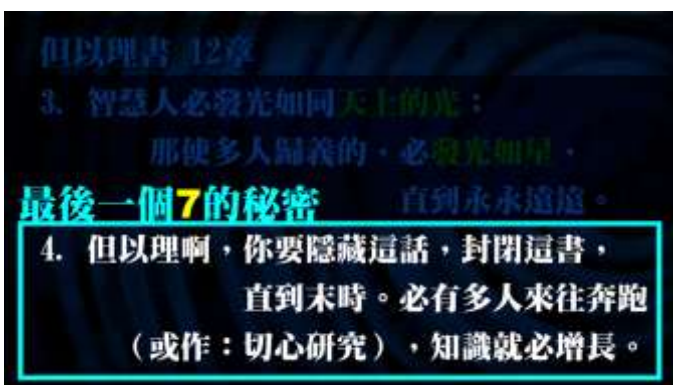 但以理書 12章
3. 智慧人必發光如同天上的光;
那使多人歸義的,必發光如星,
最後一個7的秘密 直到永永遠遠。
4. 但以理啊,你要隱藏這話,封閉這書,
直到末時。必有多人來往奔跑
(或作:切心研究),知識就必增長。